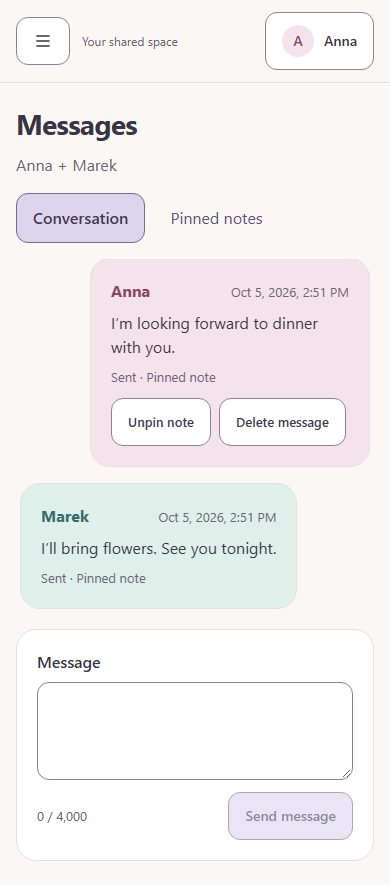 Your shared space
A Anna
Messages
Anna + Marek
Conversation Pinned notes
Anna Oct 5, 2026, 2:51 PM
I'm looking forward to dinner
with you.
Sent · Pinned note
Unpin note Delete message
Marek Oct 5, 2026, 2:51 PM
I'll bring flowers. See you tonight.
Sent · Pinned note
Message
0 / 4,000 Send message